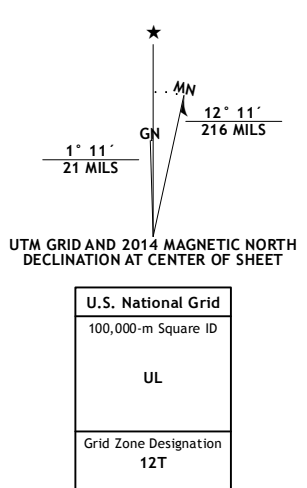 ★
MN
12° 11´
216 MILS
GN
1° 11´
21 MILS
UTM GRID AND 2014 MAGNETIC NORTH
DECLINATION AT CENTER OF SHEET
U.S. National Grid
100,000-m Square ID
UL
Grid Zone Designation
12T